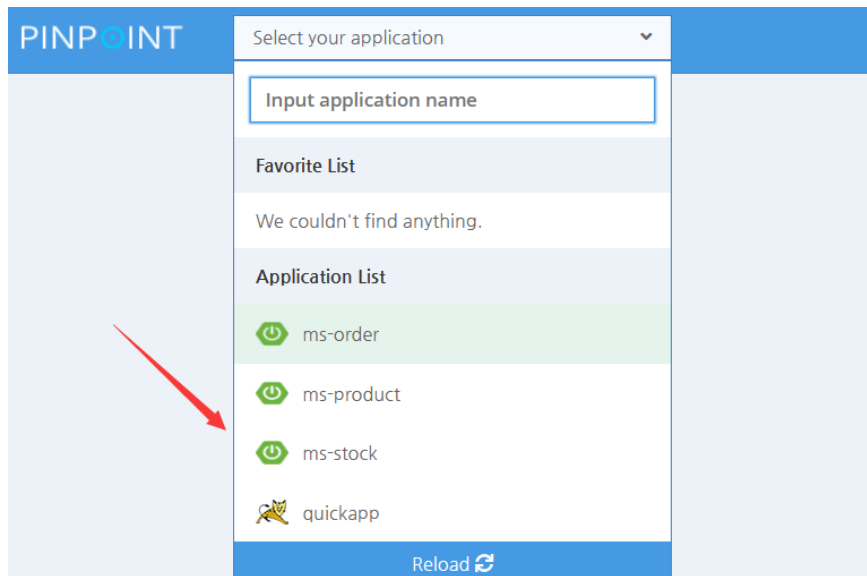 PINPOINT
Select your application
Input application name
Favorite List
We couldn't find anything.
Application List
ms-order
ms-product
ms-stock
quickapp
Reload